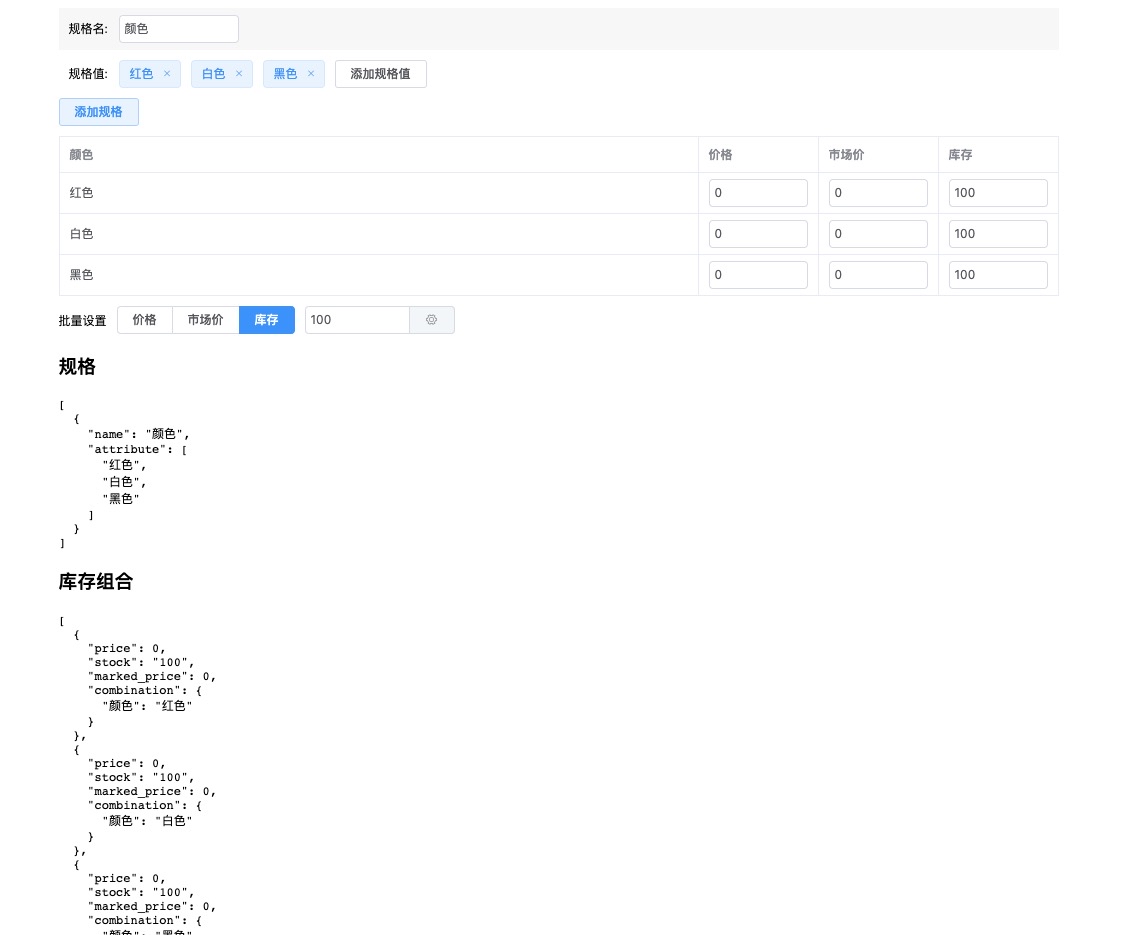 规格名: 颜色
规格值: 红色 × 白色 × 黑色 × 添加规格值
添加规格
颜色 价格 市场价 库存
红色 0 0 100
白色 0 0 100
黑色 0 0 100
批量设置 价格 市场价 库存 100
规格
[
  {
    "name": "颜色",
    "attribute": [
      "红色",
      "白色",
      "黑色"
    ]
  }
]
库存组合
[
  {
    "price": 0,
    "stock": "100",
    "marked_price": 0,
    "combination": {
      "颜色": "红色"
    }
  },
  {
    "price": 0,
    "stock": "100",
    "marked_price": 0,
    "combination": {
      "颜色": "白色"
    }
  },
  {
    "price": 0,
    "stock": "100",
    "marked_price": 0,
    "combination": {
      "颜色": "黑色"